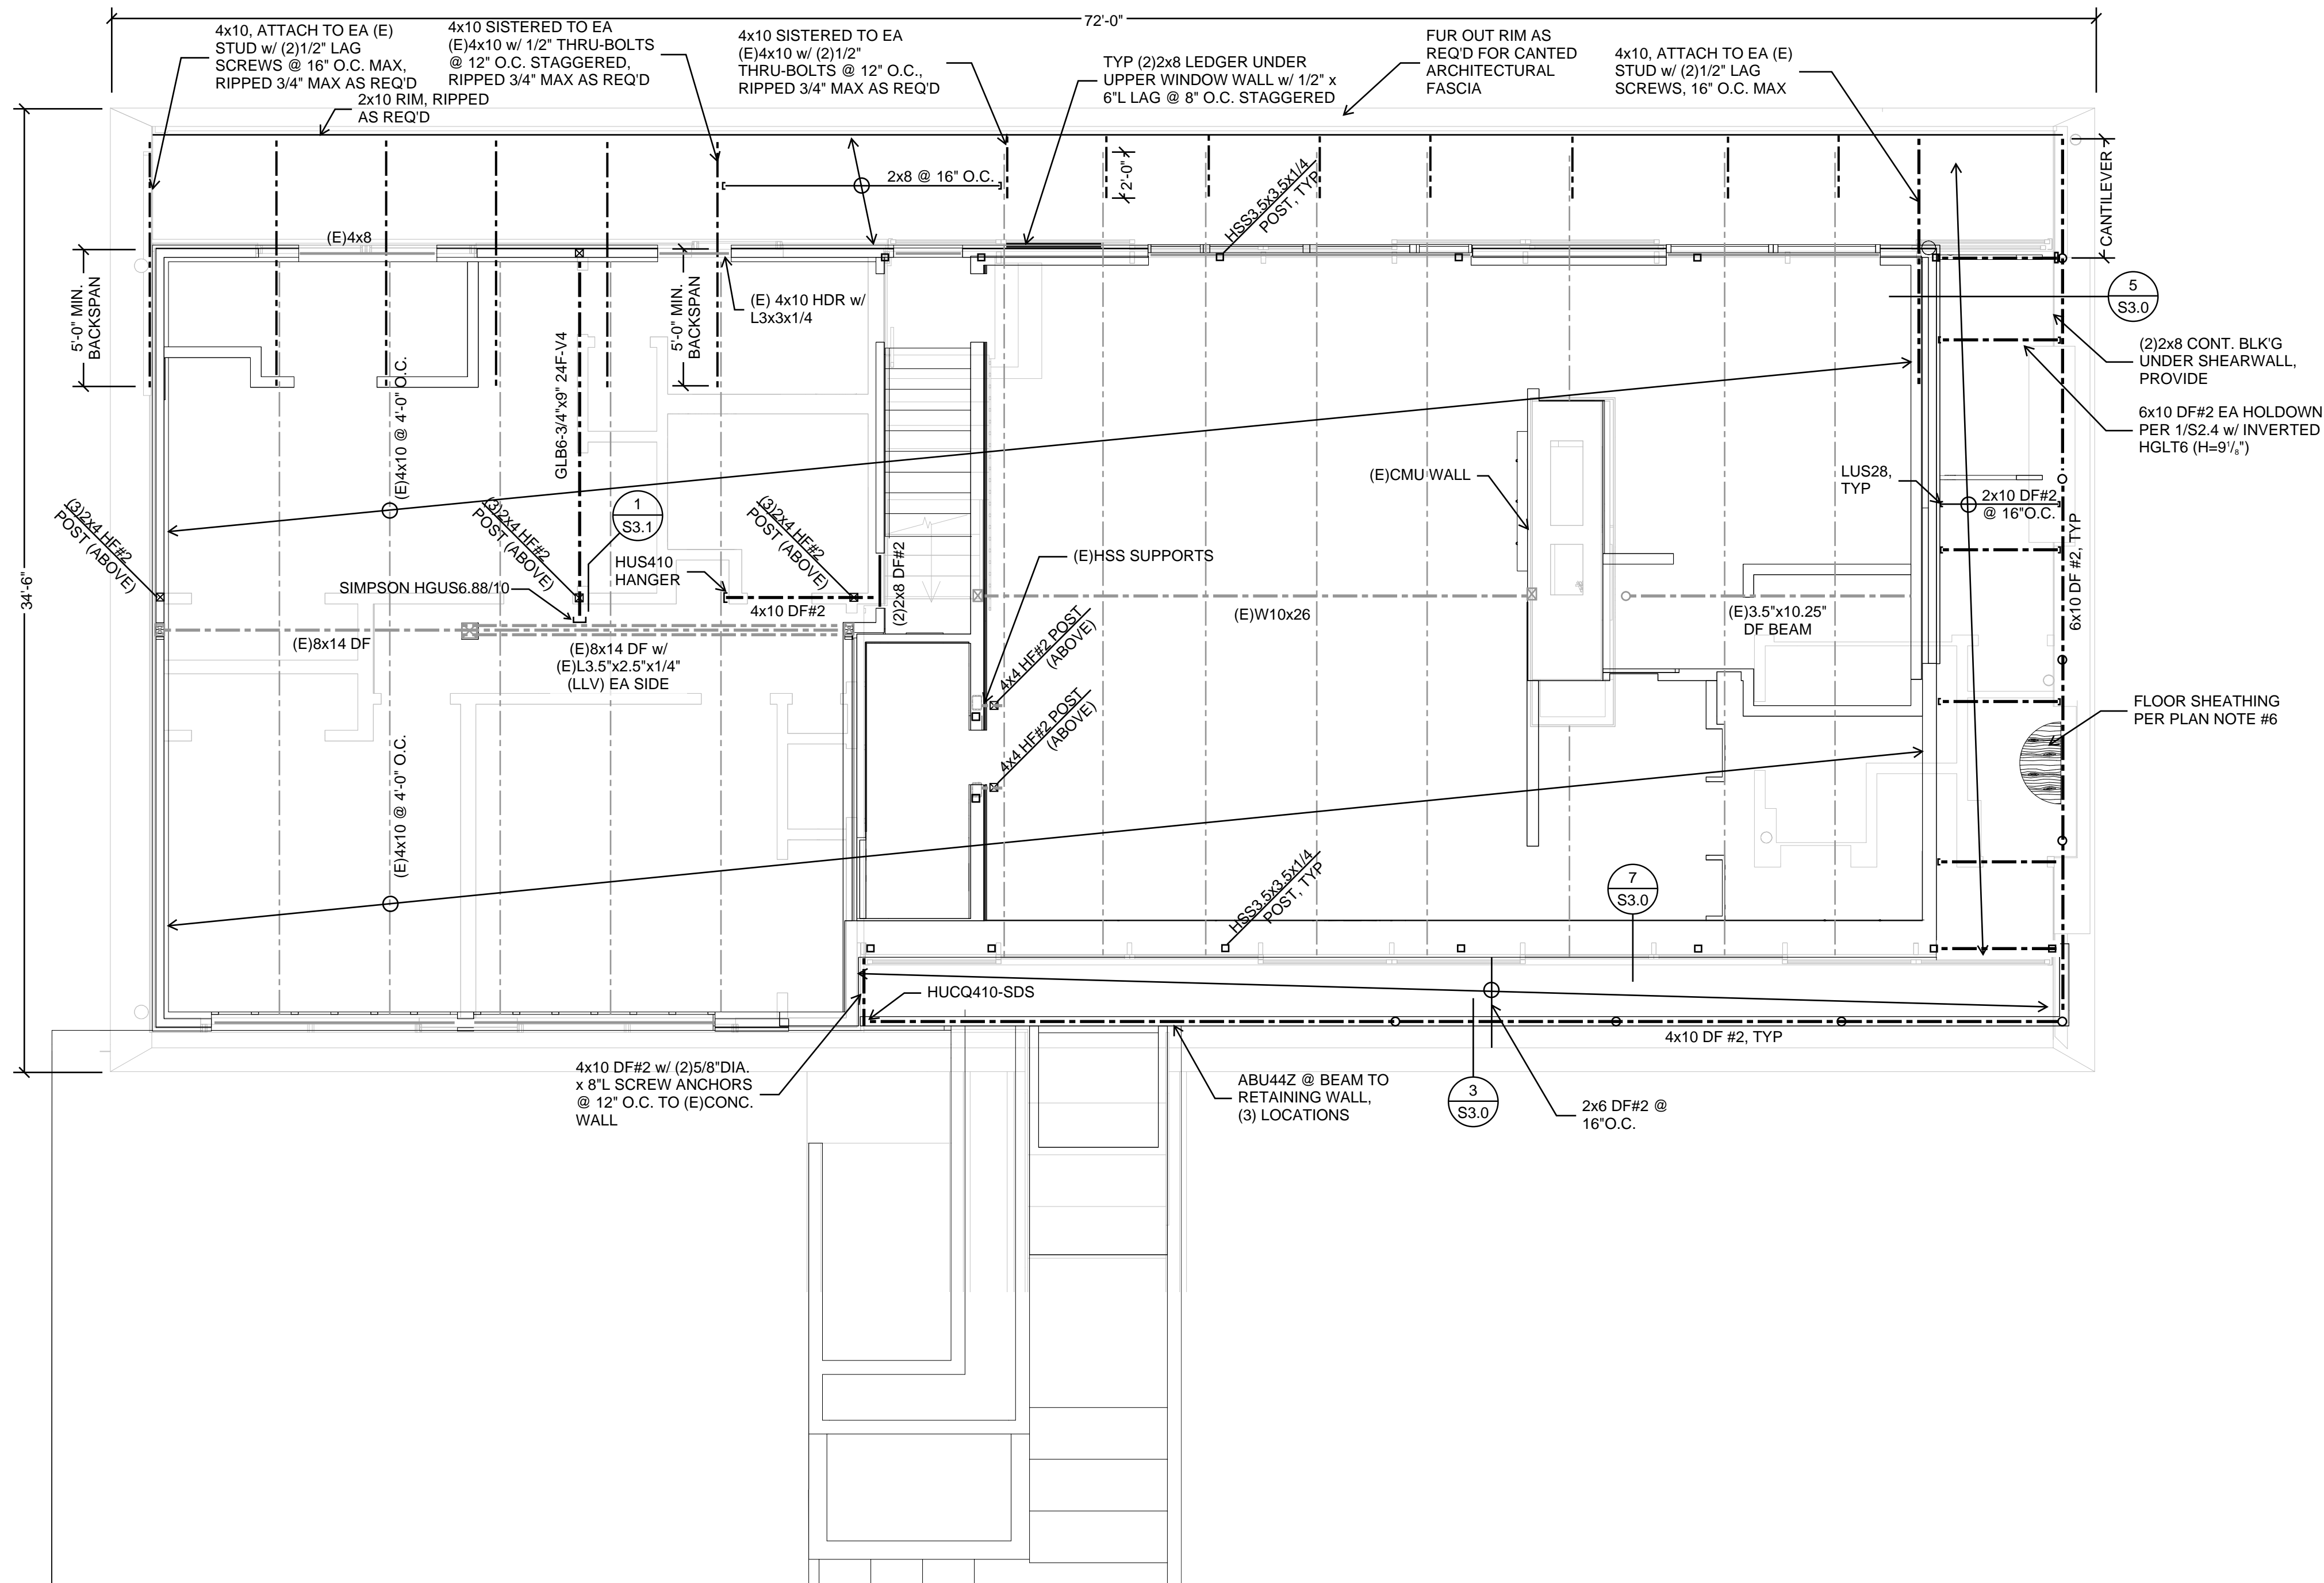 72'-0"
4x10, ATTACH TO EA (E)
STUD w/ (2)1/2" LAG
SCREWS @ 16" O.C. MAX,
RIPPED 3/4" MAX AS REQ'D
4x10 SISTERED TO EA
(E)4x10 w/ 1/2" THRU-BOLTS
@ 12" O.C. STAGGERED,
RIPPED 3/4" MAX AS REQ'D
4x10 SISTERED TO EA
(E)4x10 w/ (2)1/2"
THRU-BOLTS @ 12" O.C.,
RIPPED 3/4" MAX AS REQ'D
TYP (2)2x8 LEDGER UNDER
UPPER WINDOW WALL w/ 1/2" x
6"L LAG @ 8" O.C. STAGGERED
FUR OUT RIM AS
REQ'D FOR CANTED
ARCHITECTURAL
FASCIA
4x10, ATTACH TO EA (E)
STUD w/ (2)1/2" LAG
SCREWS, 16" O.C. MAX
2x10 RIM, RIPPED
AS REQ'D
2x8 @ 16" O.C.
2'-0"
HSS3.5x3.5x1/4
POST, TYP
CANTILEVER
(E)4x8
5'-0" MIN.
BACKSPAN
5'-0" MIN.
BACKSPAN
(E) 4x10 HDR w/
L3x3x1/4
5
S3.0
(2)2x8 CONT. BLK'G
UNDER SHEARWALL,
PROVIDE
6x10 DF#2 EA HOLDOWN
PER 1/S2.4 w/ INVERTED
HGLT6 (H=9 1/8")
(E)4x10 @ 4'-0" O.C.
GLB6-3/4"x9" 24F-V4
(E)CMU WALL
LUS28,
TYP
2x10 DF#2
@ 16"O.C.
6x10 DF #2, TYP
(3)2x4 HF#2
POST (ABOVE)
(3)2x4 HF#2
POST (ABOVE)
1
S3.1
(3)2x4 HF#2
POST (ABOVE)
HUS410
HANGER
SIMPSON HGUS6.88/10
4x10 DF#2
(2)2x8 DF#2
(E)HSS SUPPORTS
34'-6"
(E)W10x26
(E)3.5"x10.25"
DF BEAM
(E)8x14 DF
(E)8x14 DF w/
(E)L3.5"x2.5"x1/4"
(LLV) EA SIDE
4x4 HF#2 POST
(ABOVE)
4x4 HF#2 POST
(ABOVE)
FLOOR SHEATHING
PER PLAN NOTE #6
(E)4x10 @ 4'-0" O.C.
HSS3.5x3.5x1/4
POST, TYP
7
S3.0
HUCQ410-SDS
4x10 DF #2, TYP
4x10 DF#2 w/ (2)5/8"DIA.
x 8"L SCREW ANCHORS
@ 12" O.C. TO (E)CONC.
WALL
ABU44Z @ BEAM TO
RETAINING WALL,
(3) LOCATIONS
3
S3.0
2x6 DF#2 @
16"O.C.